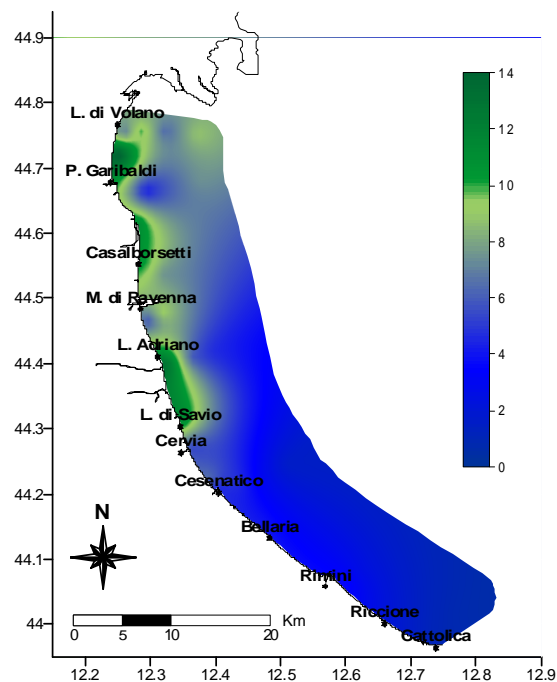 44.9
44.8
44.7
44.6
44.5
44.4
44.3
44.2
44.1
44
12.2 12.3 12.4 12.5 12.6 12.7 12.8 12.9
L. di Volano
P. Garibaldi
Casalborsetti
M. di Ravenna
L. Adriano
L. di Savio
Cervia
Cesenatico
Bellaria
Rimini
Riccione
Cattolica
N
Km
0 5 10 20
14
12
10
8
6
4
2
0